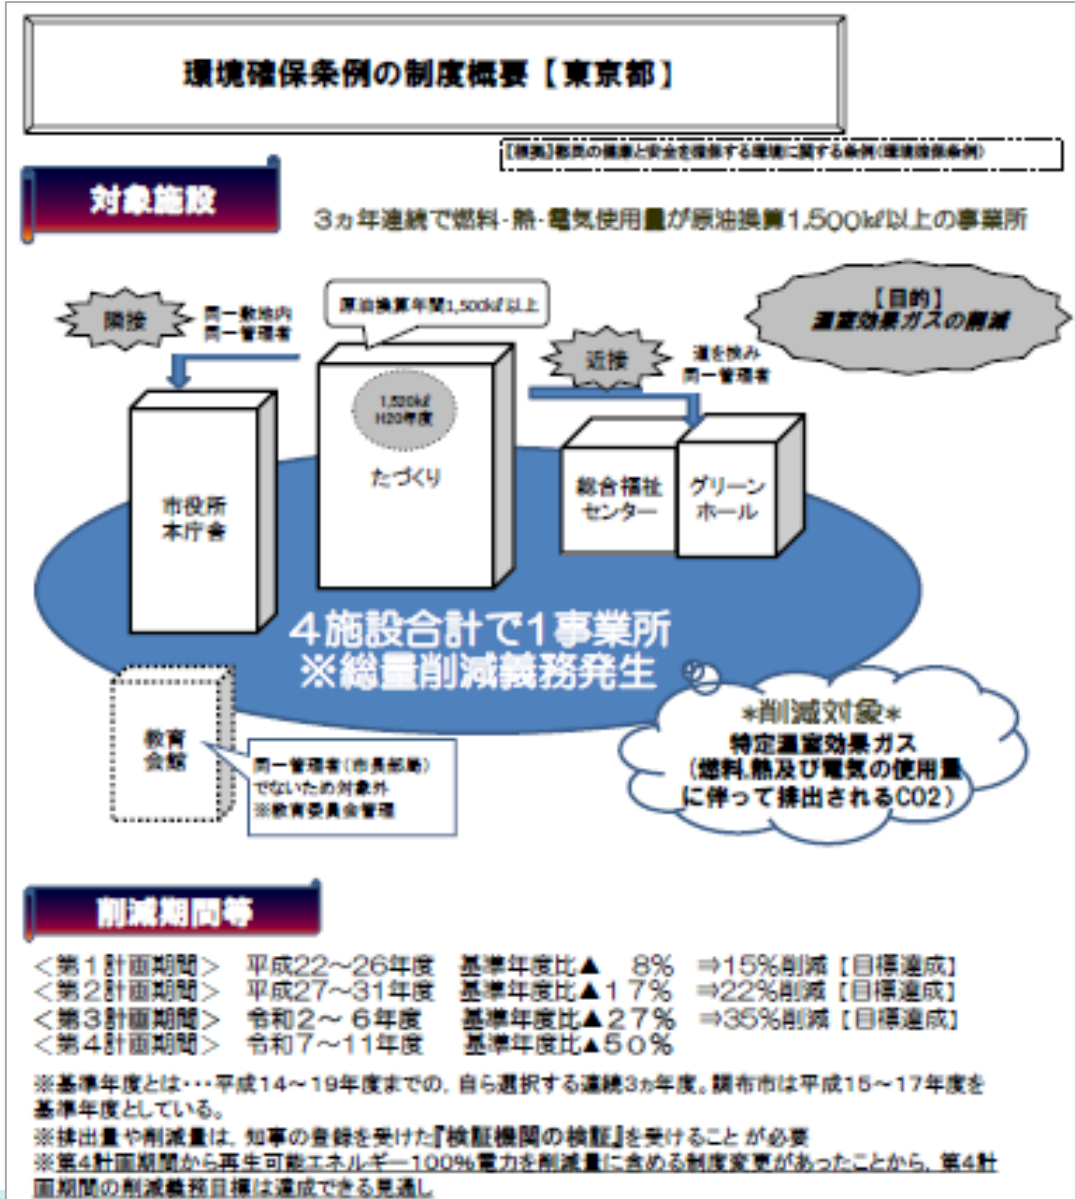 環境確保条例の制度概要【東京都】
【根拠】都民の健康と安全を確保する環境に関する条例（環境確保条例）
対象施設
３ヵ年連続で燃料・熱・電気使用量が原油換算1,500㎘以上の事業所
隣接
同一敷地内
同一管理者
原油換算年間1,500㎘以上
近接
道を挟み
同一管理者
【目的】
温室効果ガスの削減
1,520㎘
H20年度
たづくり
市役所
本庁舎
総合福祉
センター
グリーン
ホール
４施設合計で１事業所
※総量削減義務発生
教育
会館
同一管理者（市長部局）
でないため対象外
※教育委員会管理
*削減対象*
特定温室効果ガス
（燃料,熱及び電気の使用量
に伴って排出されるCO2）
削減期間等
＜第１計画期間＞　平成22～26年度　基準年度比▲　8%　⇒15%削減【目標達成】
＜第２計画期間＞　平成27～31年度　基準年度比▲１７%　⇒22%削減【目標達成】
＜第３計画期間＞　令和２～６年度　基準年度比▲２７%　⇒35%削減【目標達成】
＜第４計画期間＞　令和７～11年度　基準年度比▲５０%
※基準年度とは・・・平成14～19年度までの，自ら選択する連続3ヵ年度。調布市は平成15～17年度を
基準年度としている。
※排出量や削減量は，知事の登録を受けた『検証機関の検証』を受けることが必要
※第４計画期間から再生可能エネルギー100%電力を削減量に含める制度変更があったことから，第４計
画期間の削減義務目標は達成できる見通し